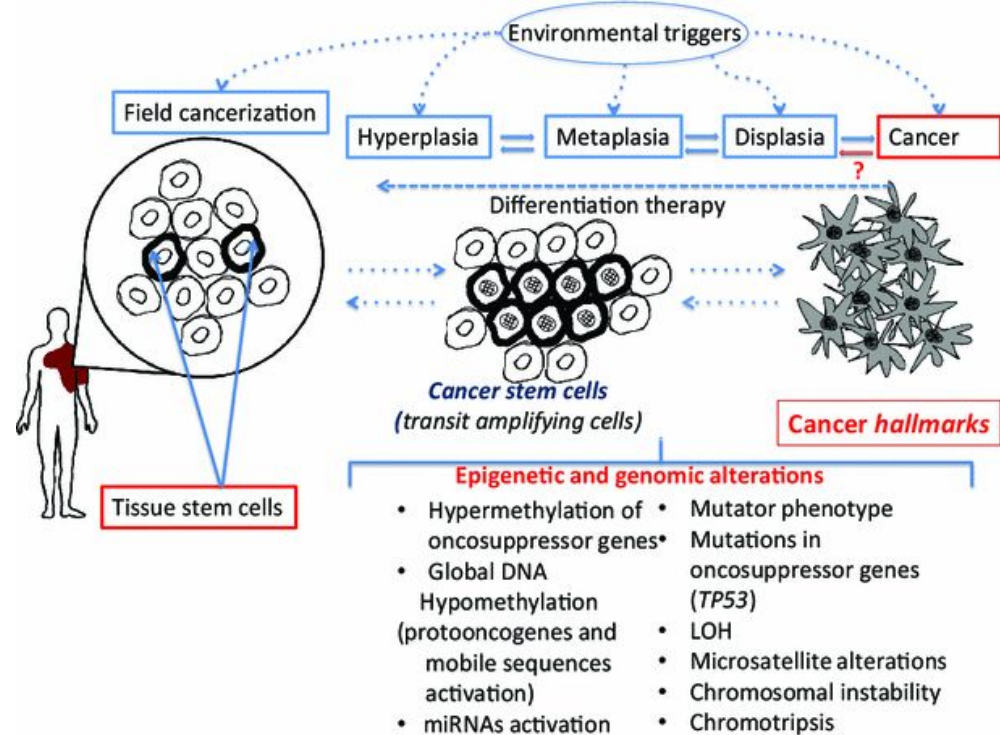 Environmental triggers
Field cancerization
Hyperplasia
Metaplasia
Displasia
Cancer
?
Differentiation therapy
Cancer stem cells
(transit amplifying cells)
Cancer hallmarks
Tissue stem cells
Epigenetic and genomic alterations
• Hypermethylation of
oncosuppressor genes
• Global DNA
Hypomethylation
(protooncogenes and
mobile sequences
activation)
• miRNAs activation
• Mutator phenotype
• Mutations in
oncosuppressor genes
(TP53)
• LOH
• Microsatellite alterations
• Chromosomal instability
• Chromotripsis